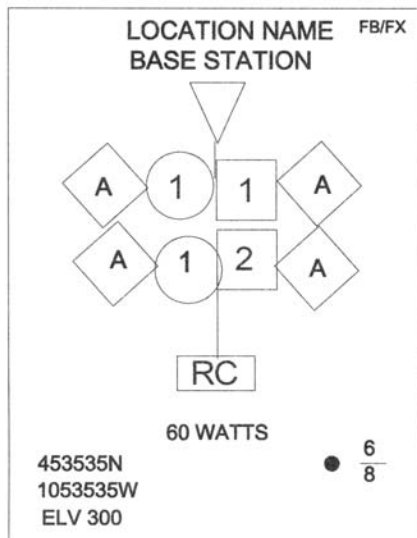 LOCATION NAME FB/FX
BASE STATION
A 1 1 A
A 1 2 A
RC
60 WATTS
453535N
1053535W
ELV 300
6
8